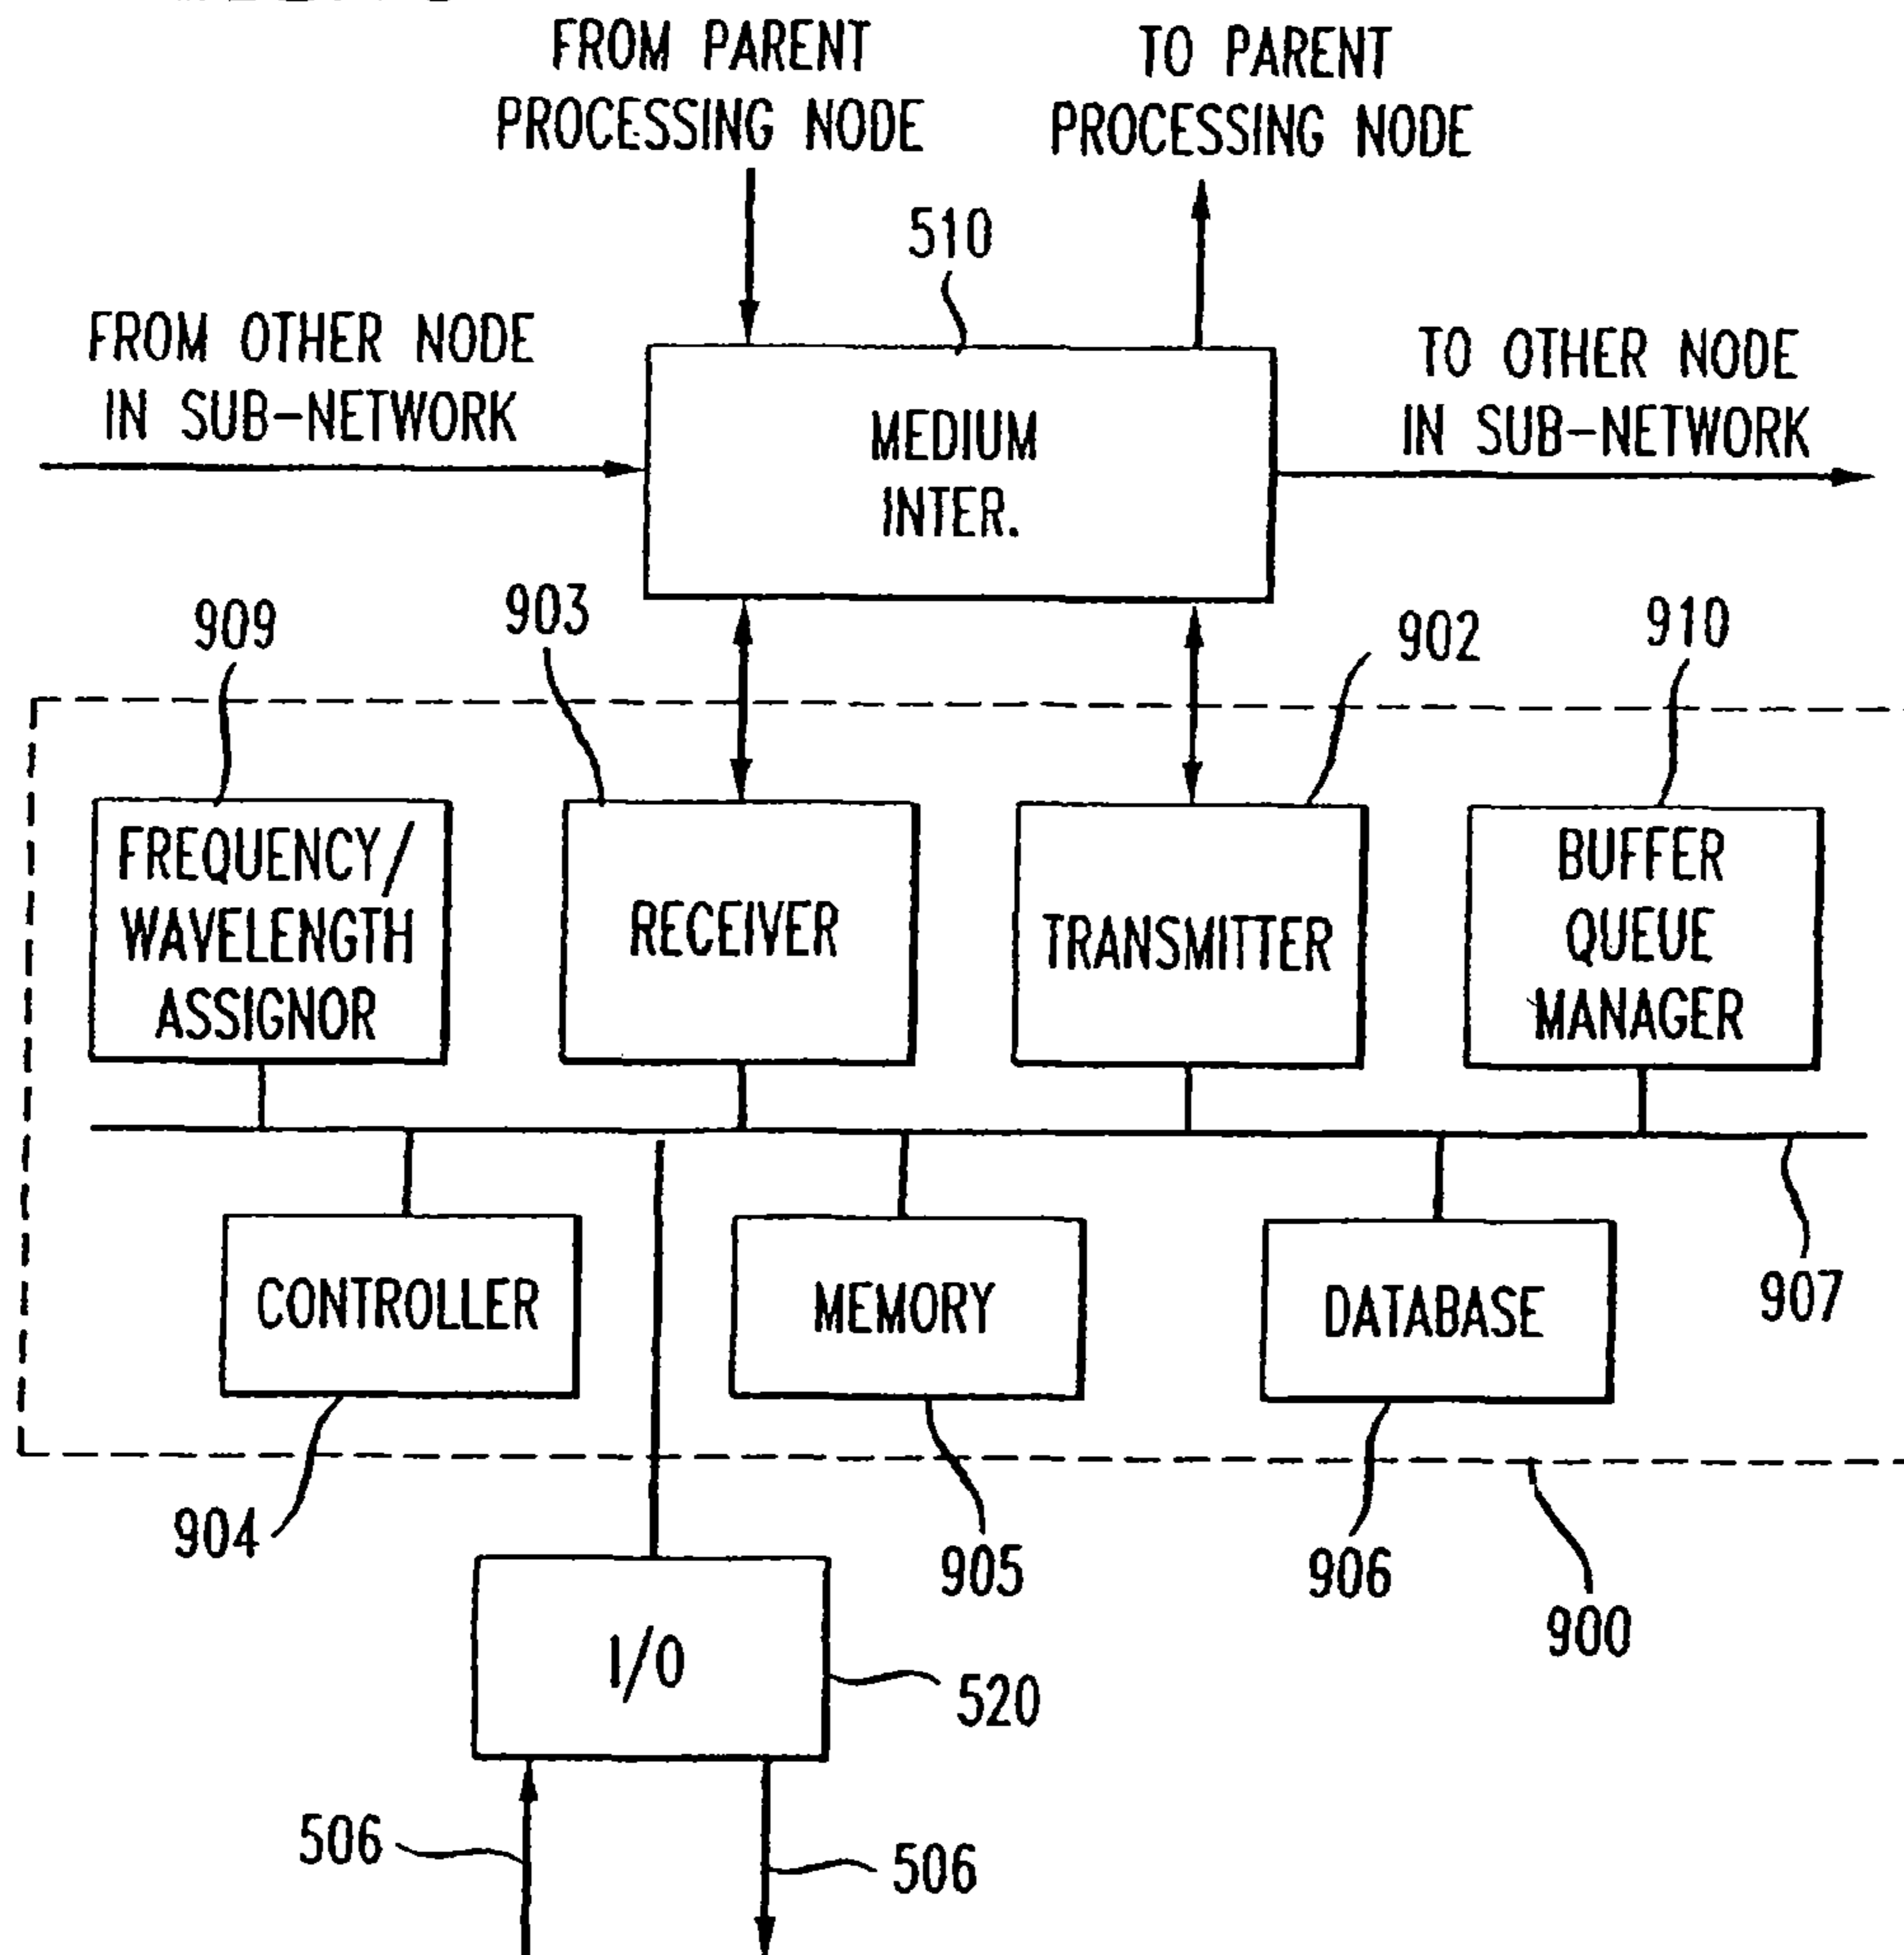 FROM PARENT
PROCESSING NODE
TO PARENT
PROCESSING NODE
510
FROM OTHER NODE
IN SUB-NETWORK
TO OTHER NODE
IN SUB-NETWORK
MEDIUM
INTER.
909
903
902
910
FREQUENCY/
WAVELENGTH
ASSIGNOR
RECEIVER
TRANSMITTER
BUFFER
QUEUE
MANAGER
CONTROLLER
MEMORY
DATABASE
907
904
905
906
900
I/O
520
506
506